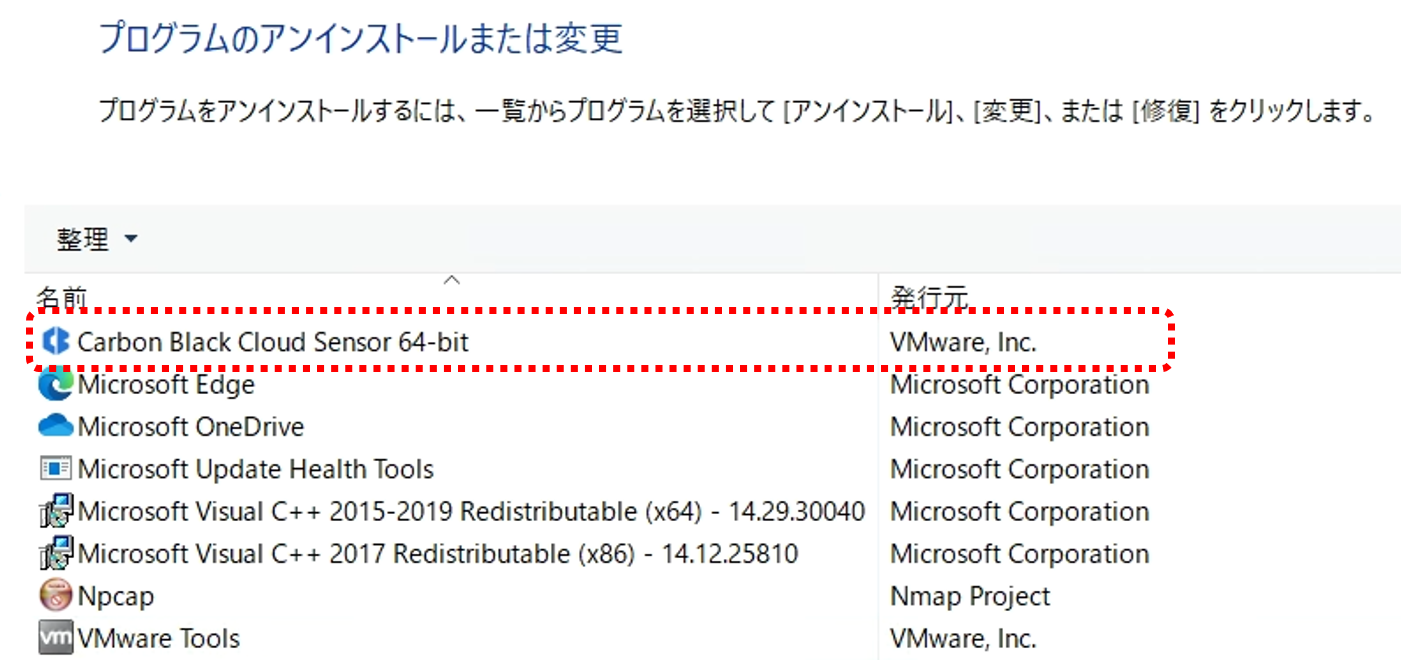 プログラムのアンインストールまたは変更
プログラムをアンインストールするには、一覧からプログラムを選択して [アンインストール]、[変更]、または [修復] をクリックします。
整理
名前 発行元
Carbon Black Cloud Sensor 64-bit VMware, Inc.
Microsoft Edge Microsoft Corporation
Microsoft OneDrive Microsoft Corporation
Microsoft Update Health Tools Microsoft Corporation
Microsoft Visual C++ 2015-2019 Redistributable (x64) - 14.29.30040 Microsoft Corporation
Microsoft Visual C++ 2017 Redistributable (x86) - 14.12.25810 Microsoft Corporation
Npcap Nmap Project
vm VMware Tools VMware, Inc.